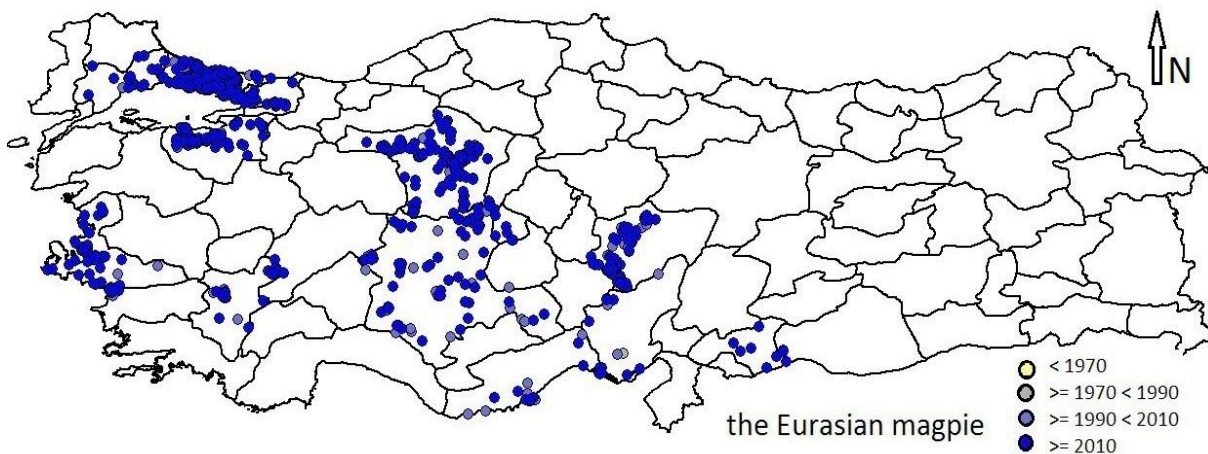 N
< 1970
>= 1970 < 1990
>= 1990 < 2010
>= 2010
the Eurasian magpie